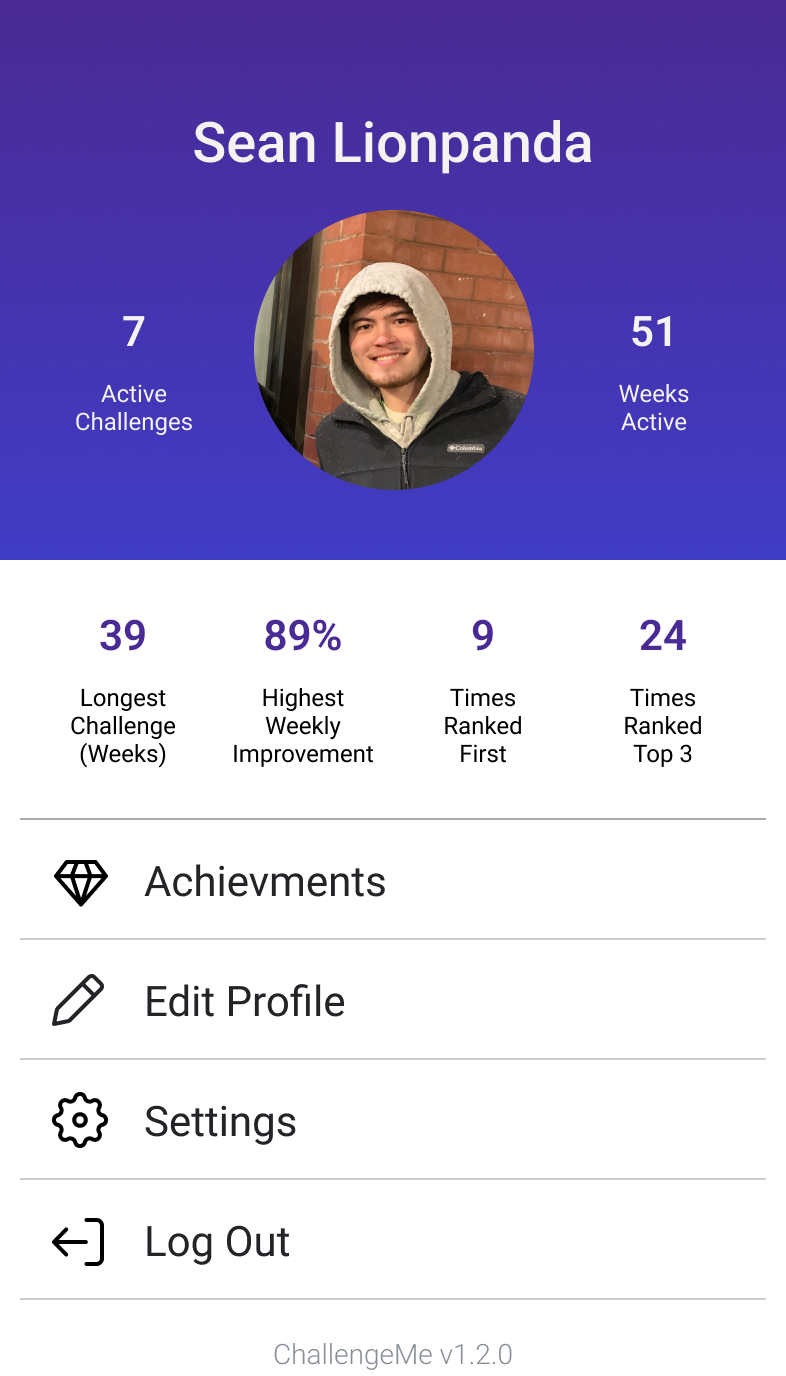 Sean Lionpanda
7
Active
Challenges
Columbia
51
Weeks
Active
39
Longest
Challenge
(Weeks)
89%
Highest
Weekly
Improvement
9
Times
Ranked
First
24
Times
Ranked
Top 3
Achievments
Edit Profile
Settings
Log Out
ChallengeMe v1.2.0